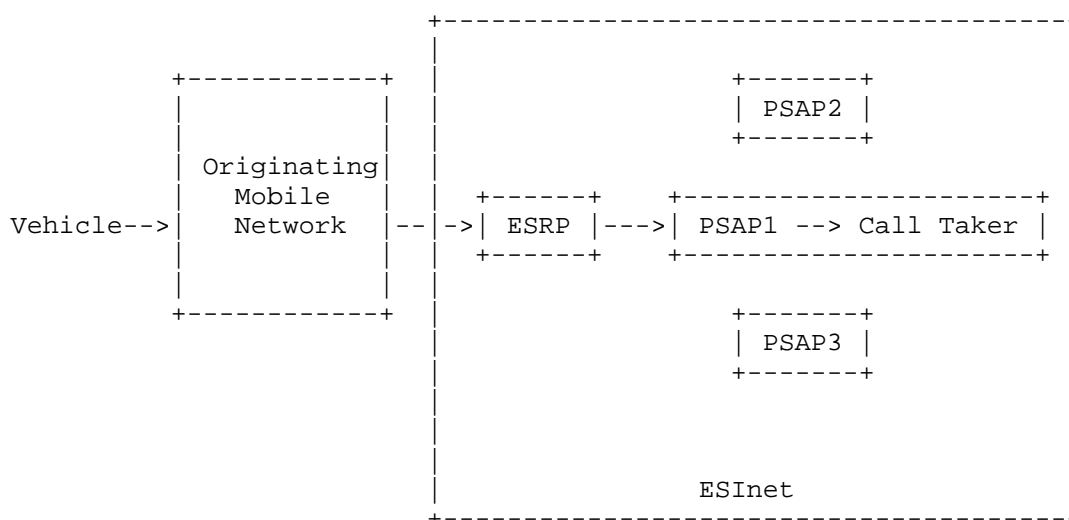 PSAP2
Originating
Mobile
Vehicle--> Network -- -> ESRP ---> PSAP1 --> Call Taker
PSAP3
ESInet